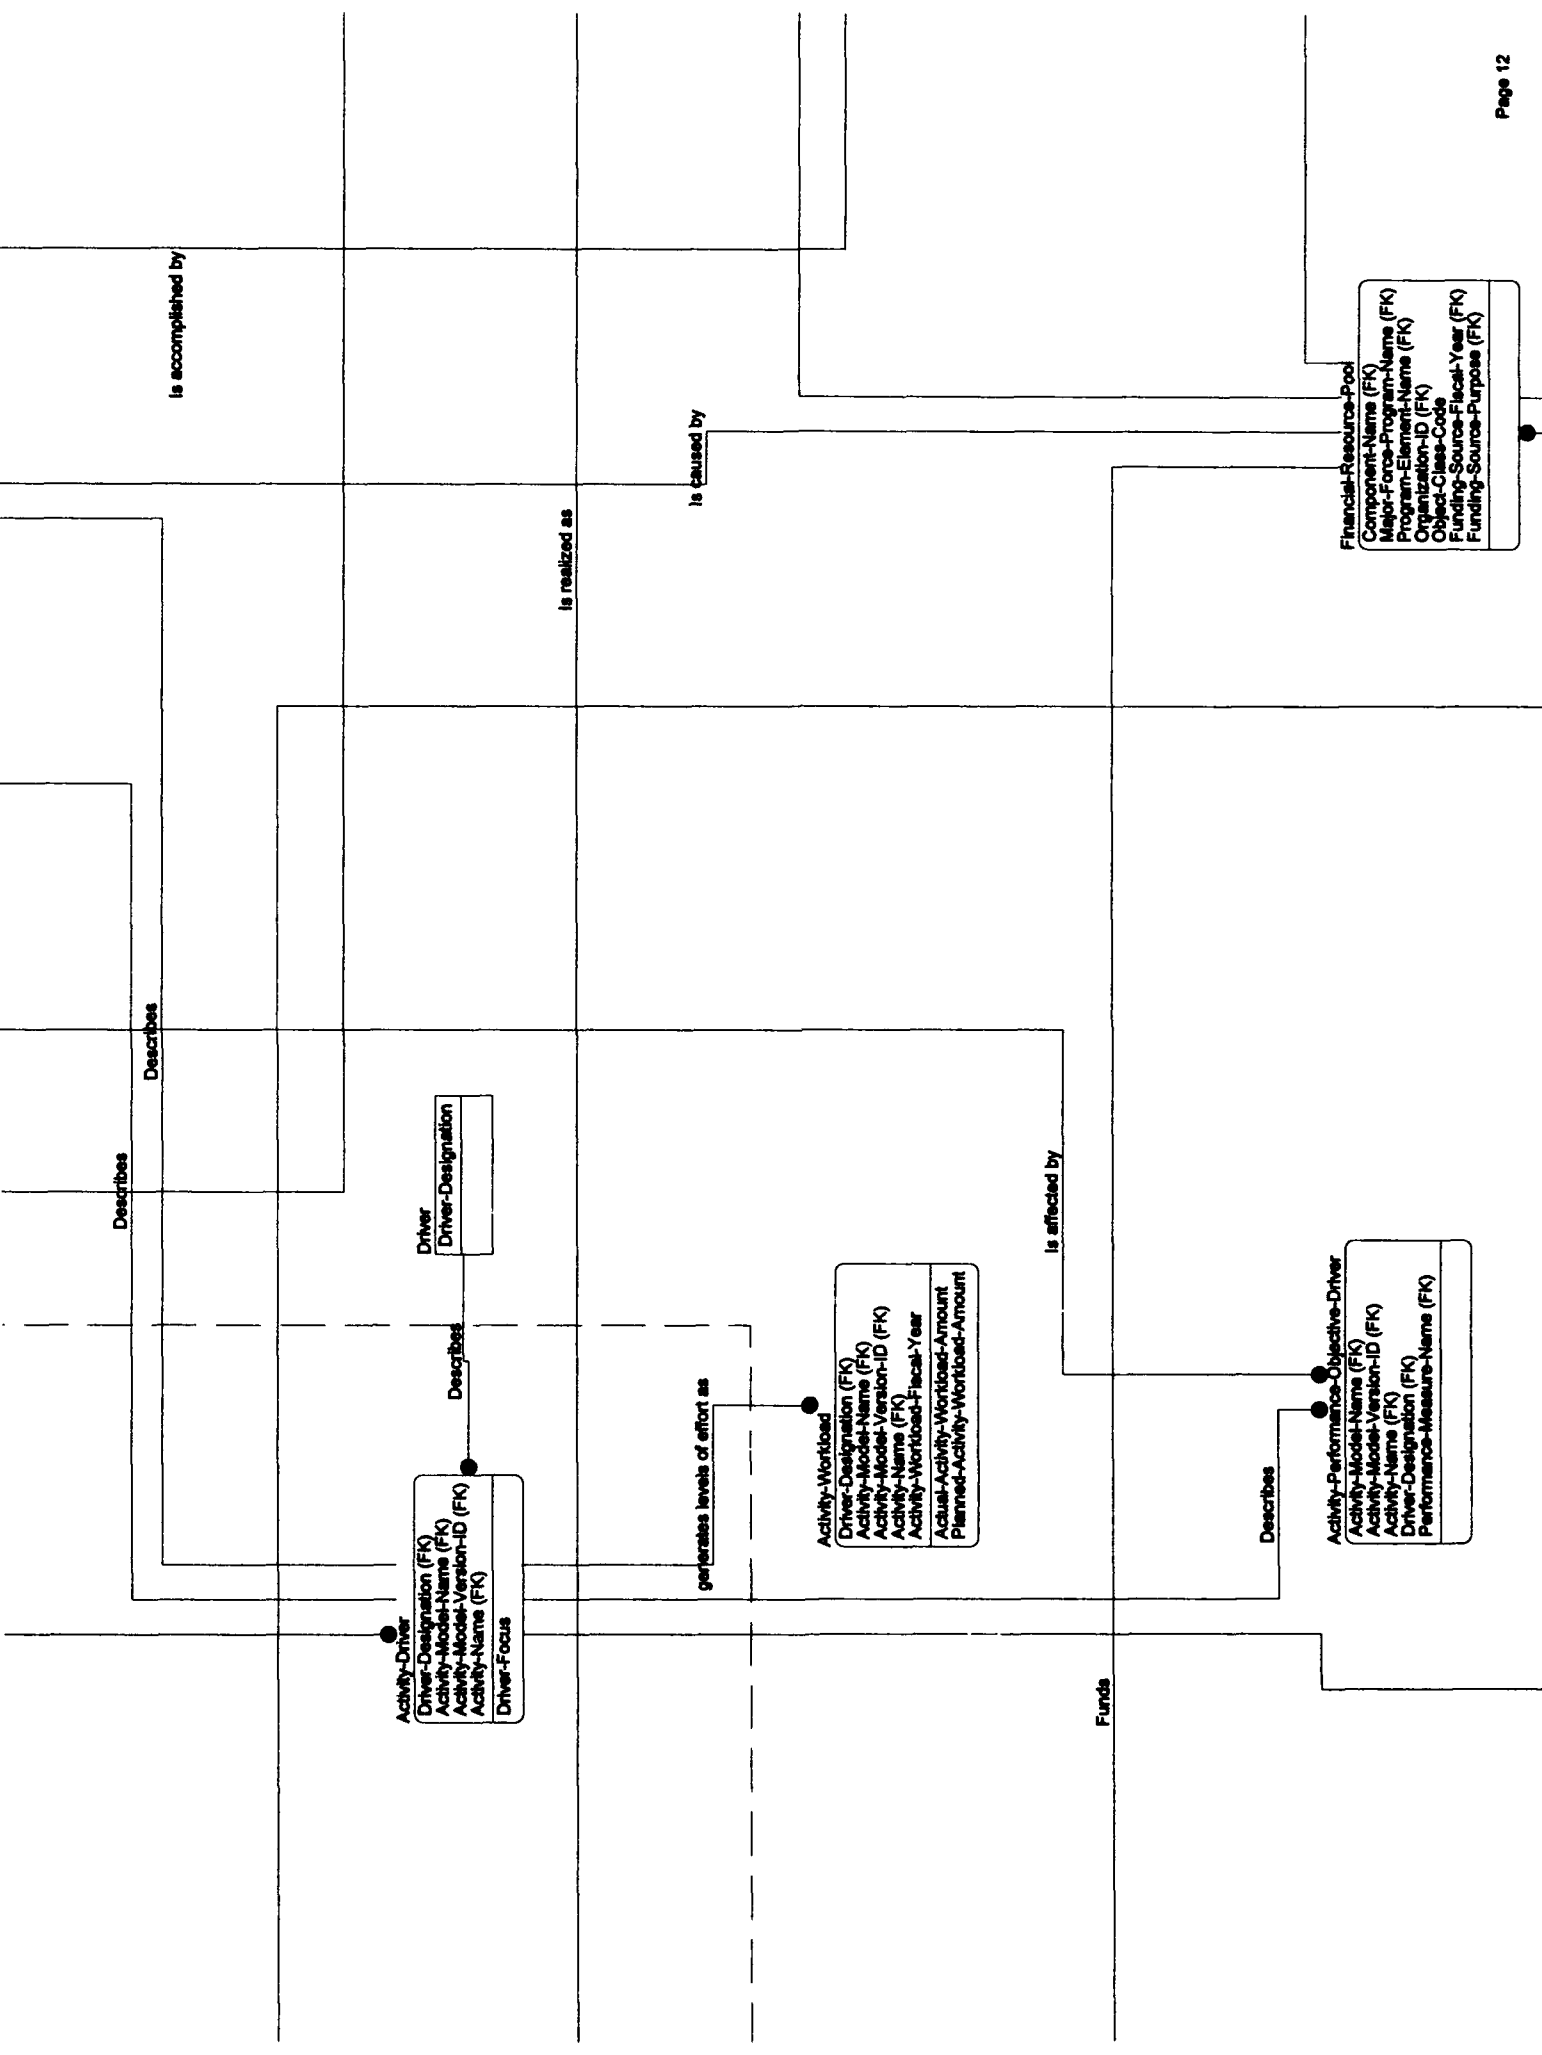 Describes
Describes
is accomplished by
Activity-Driver
Driver-Designation (FK)
Activity-Model-Name (FK)
Activity-Model-Version-ID (FK)
Activity-Name (FK)
Driver-Focus
Describes
Driver
Driver-Designation
is realized as
generates levels of effort as
is caused by
Activity-Workload
Driver-Designation (FK)
Activity-Model-Name (FK)
Activity-Model-Version-ID (FK)
Activity-Name (FK)
Activity-Workload-Fiscal-Year
Actual-Activity-Workload-Amount
Planned-Activity-Workload-Amount
is affected by
Funds
Describes
Activity-Performance-Objective-Driver
Activity-Model-Name (FK)
Activity-Model-Version-ID (FK)
Activity-Name (FK)
Driver-Designation (FK)
Performance-Measure-Name (FK)
Financial-Resource-Pool
Component-Name (FK)
Major-Force-Program-Name (FK)
Program-Element-Name (FK)
Organization-ID (FK)
Object-Class-Code
Funding-Source-Fiscal-Year (FK)
Funding-Source-Purpose (FK)
Page 12